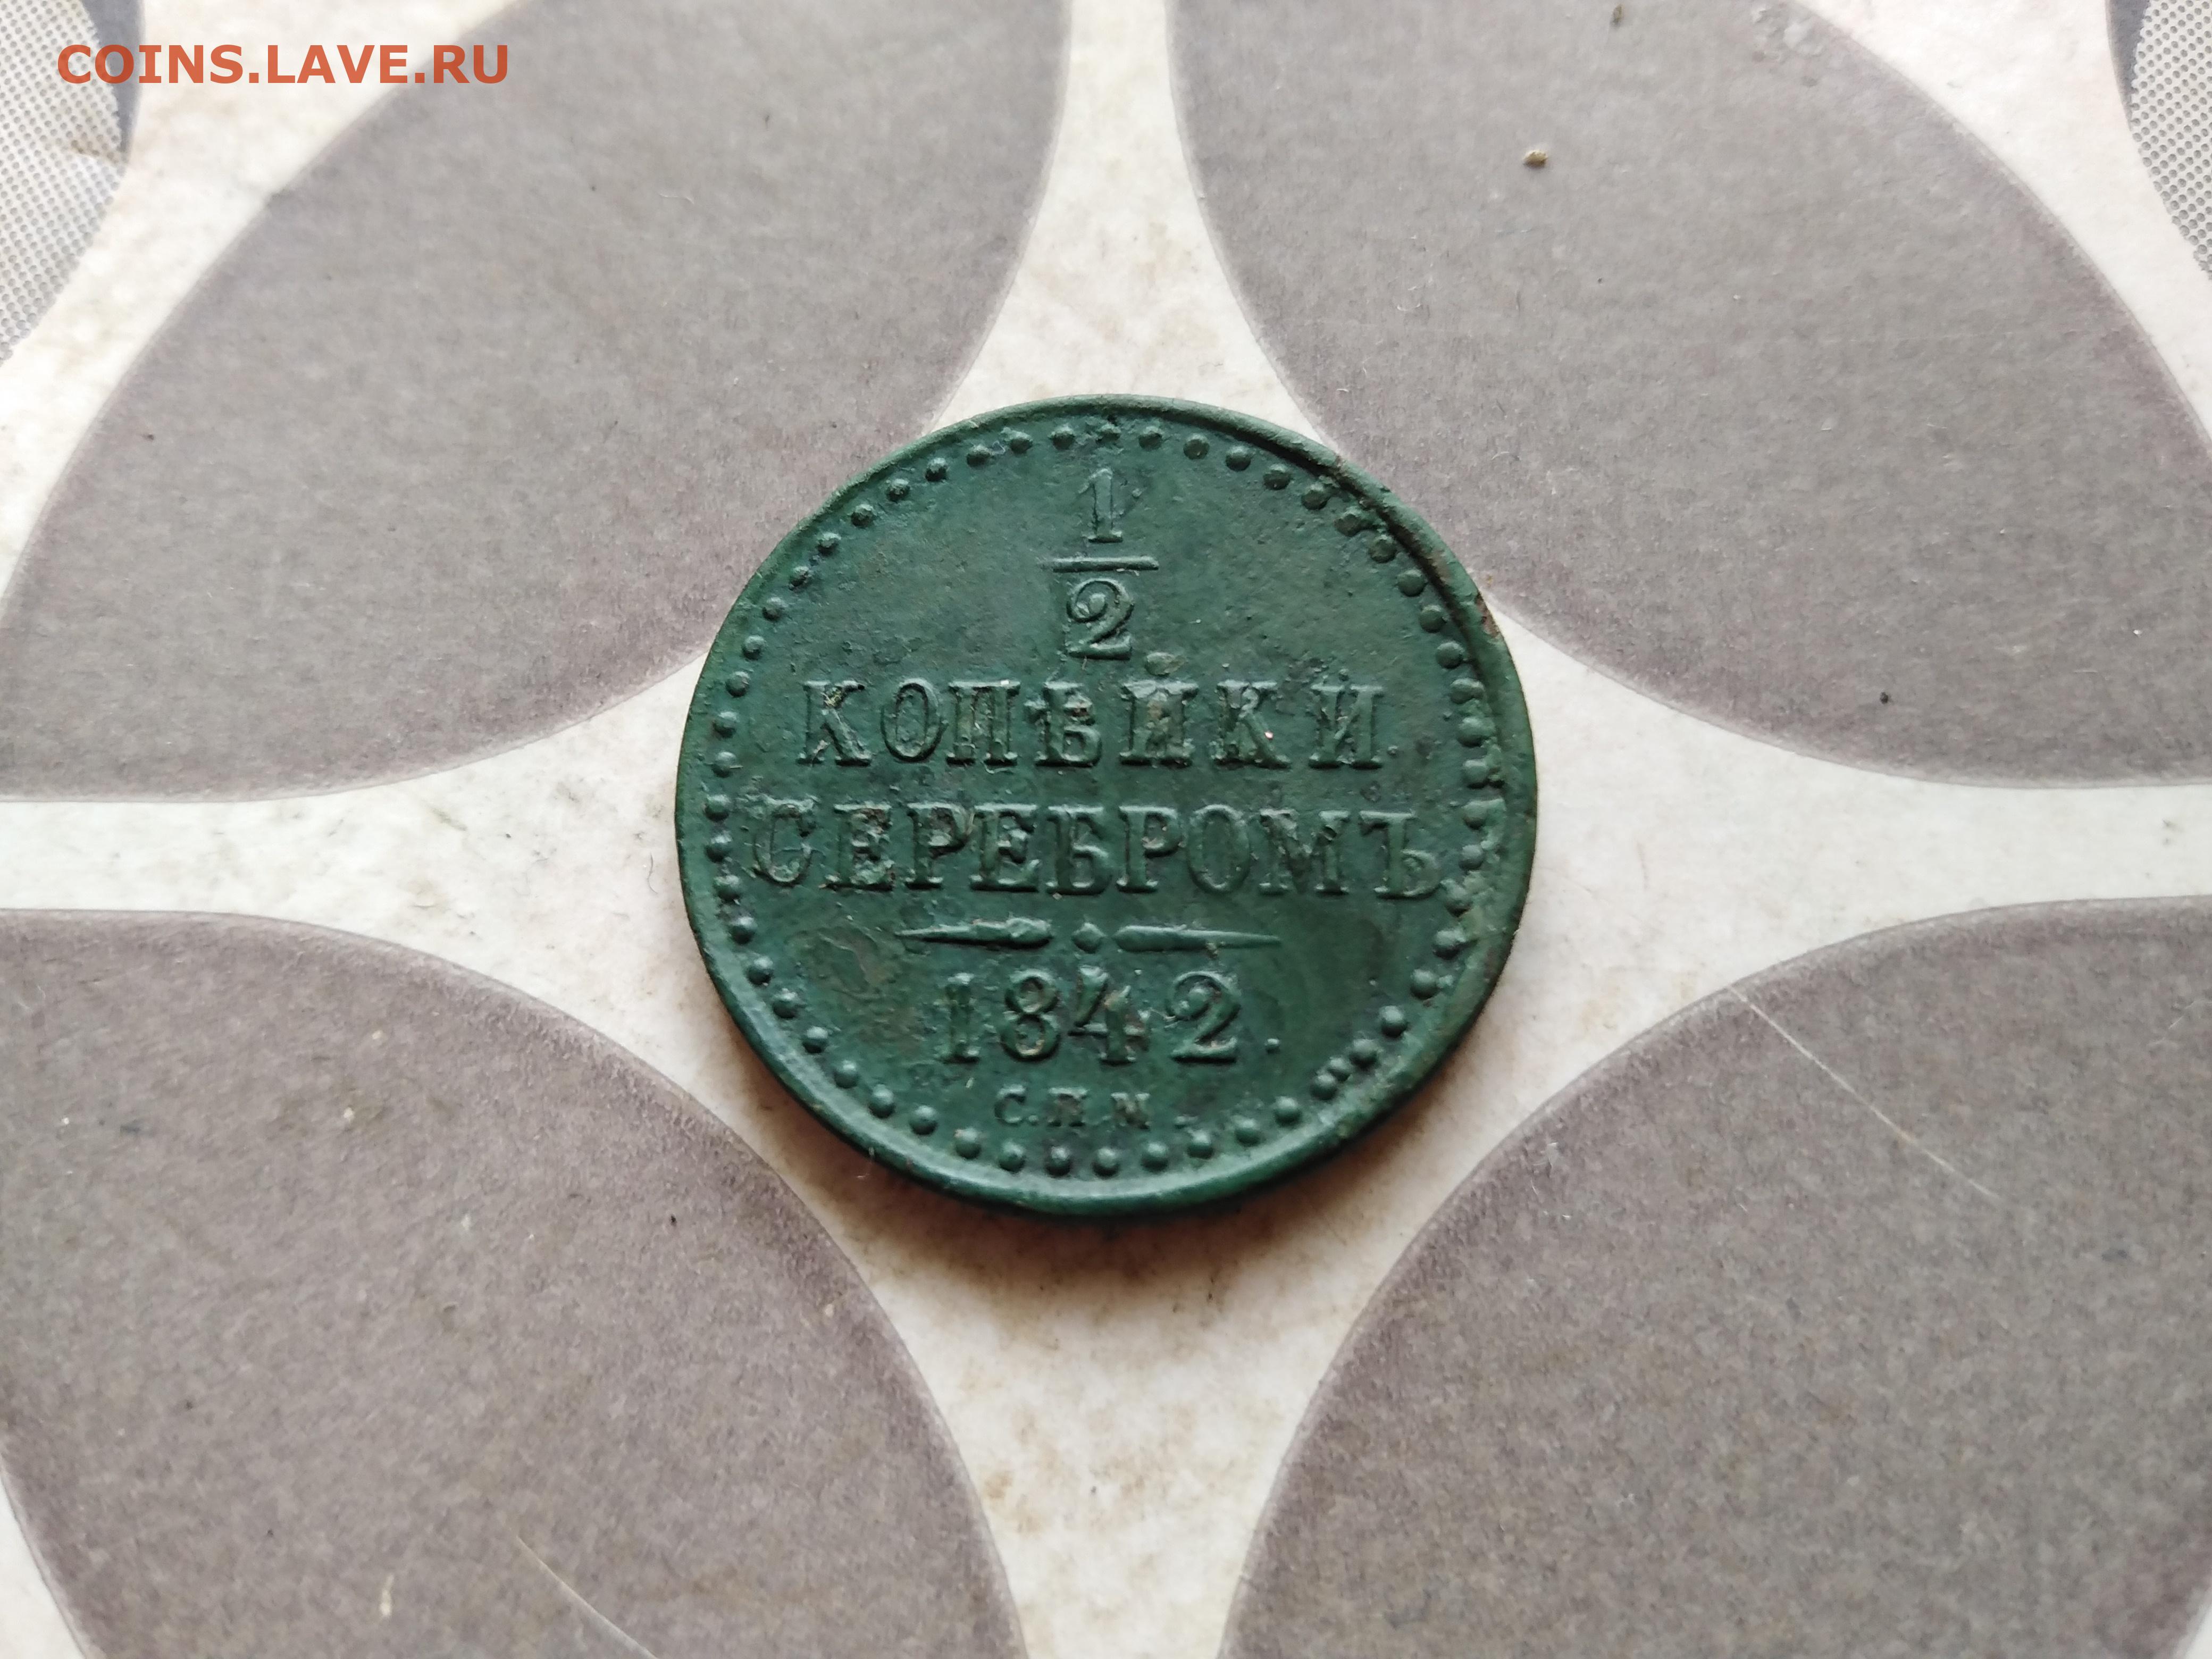 COINS.LAVE.RU
1
2
КОПѢЙКИ
СЕРЕБРОМЪ
1842.
С.П.М.